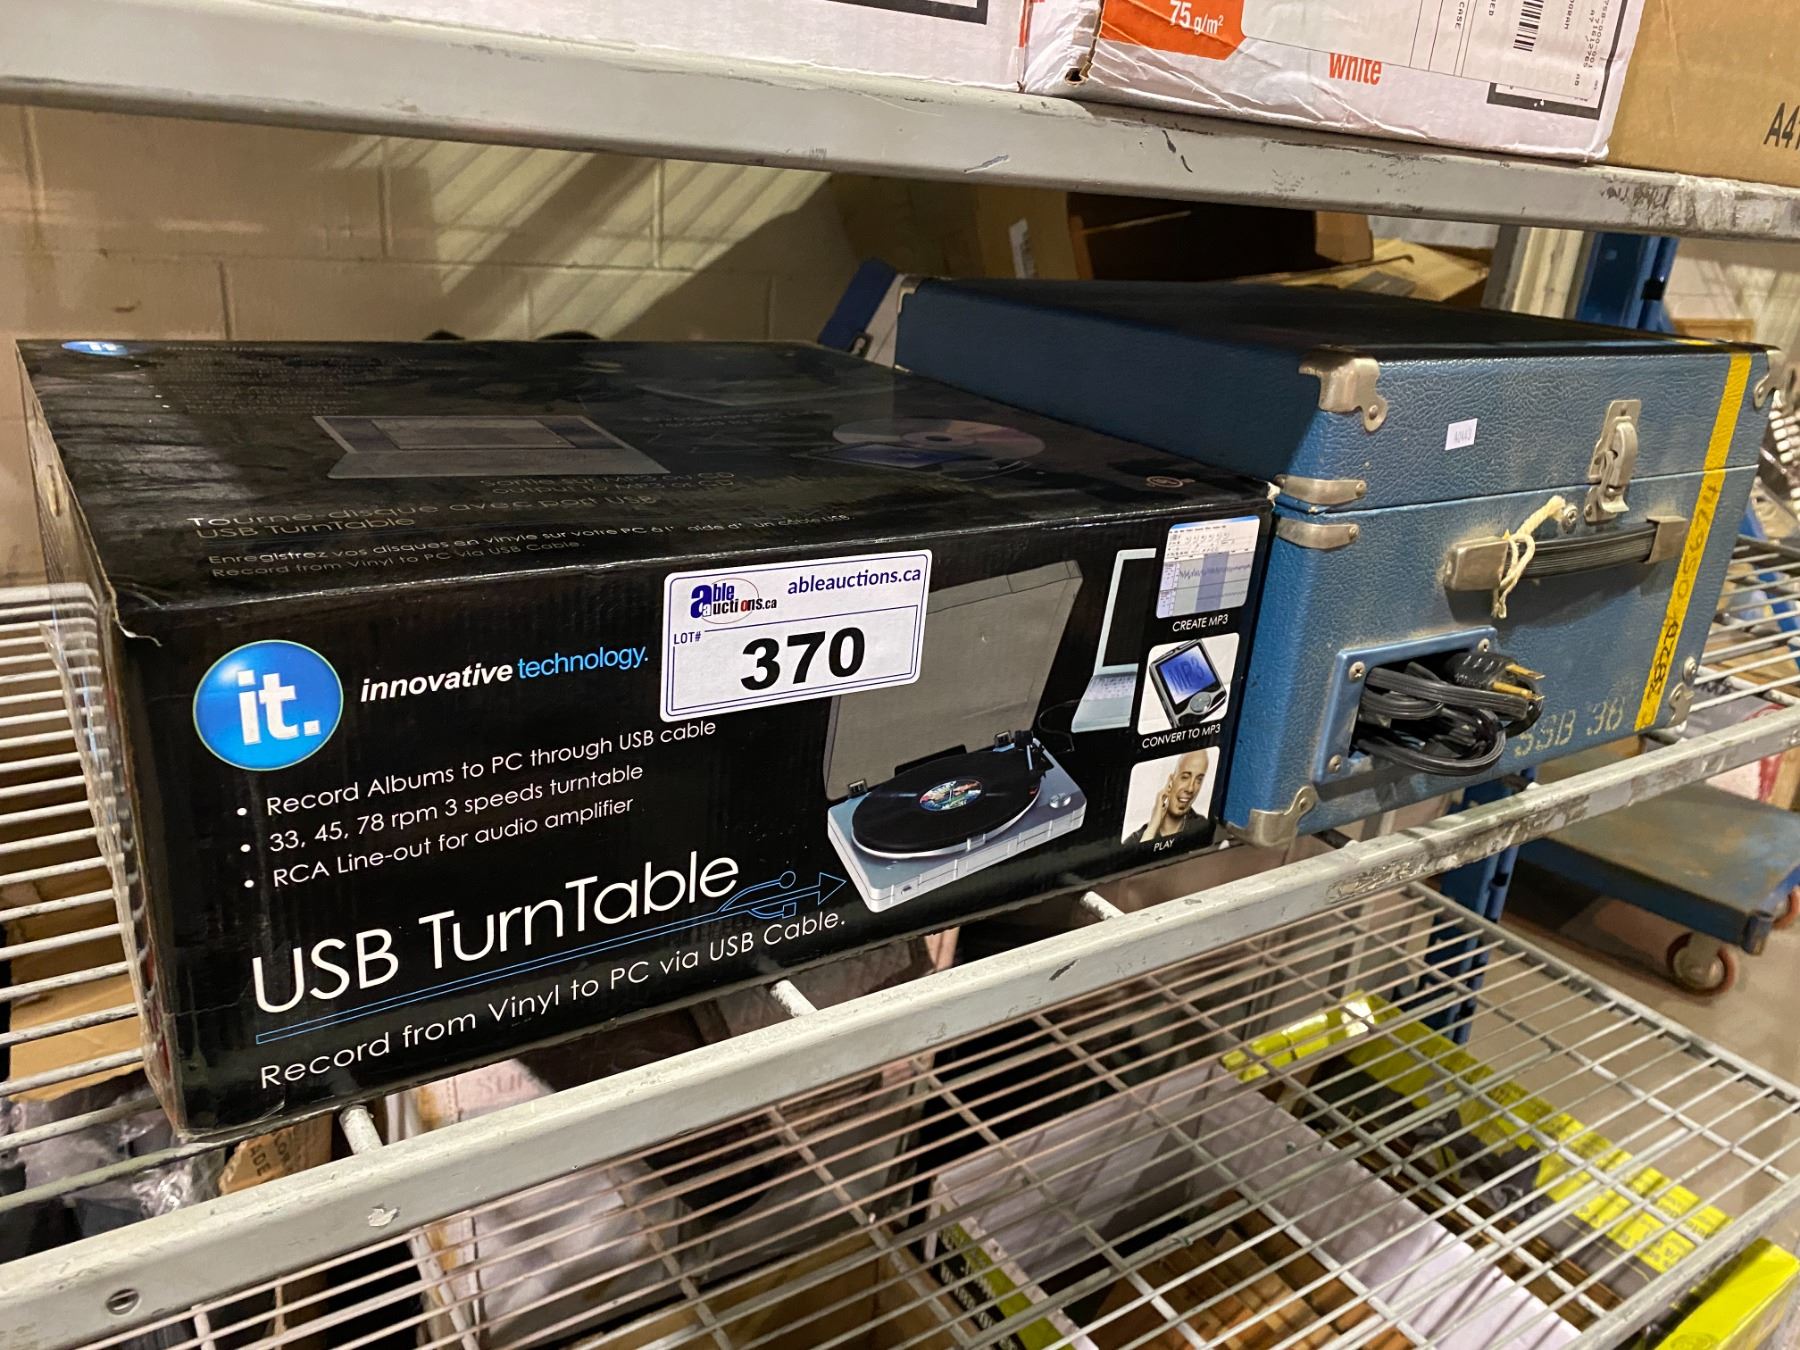 75 g/m²
White
CASE
A41
Tourne-disque avec port USB
USB TurnTable
Enregistrez vos disques en vinyle sur votre PC à l' aide d' un câble USB.
Record from Vinyl to PC via USB Cable.
it.
innovative technology.
able auctions.ca
ableauctions.ca
LOT#
370
• Record Albums to PC through USB cable
• 33, 45, 78 rpm 3 speeds turntable
• RCA Line-out for audio amplifier
USB TurnTable
Record from Vinyl to PC via USB Cable.
CREATE MP3
MP3
CONVERT TO MP3
PLAY
SSB 38